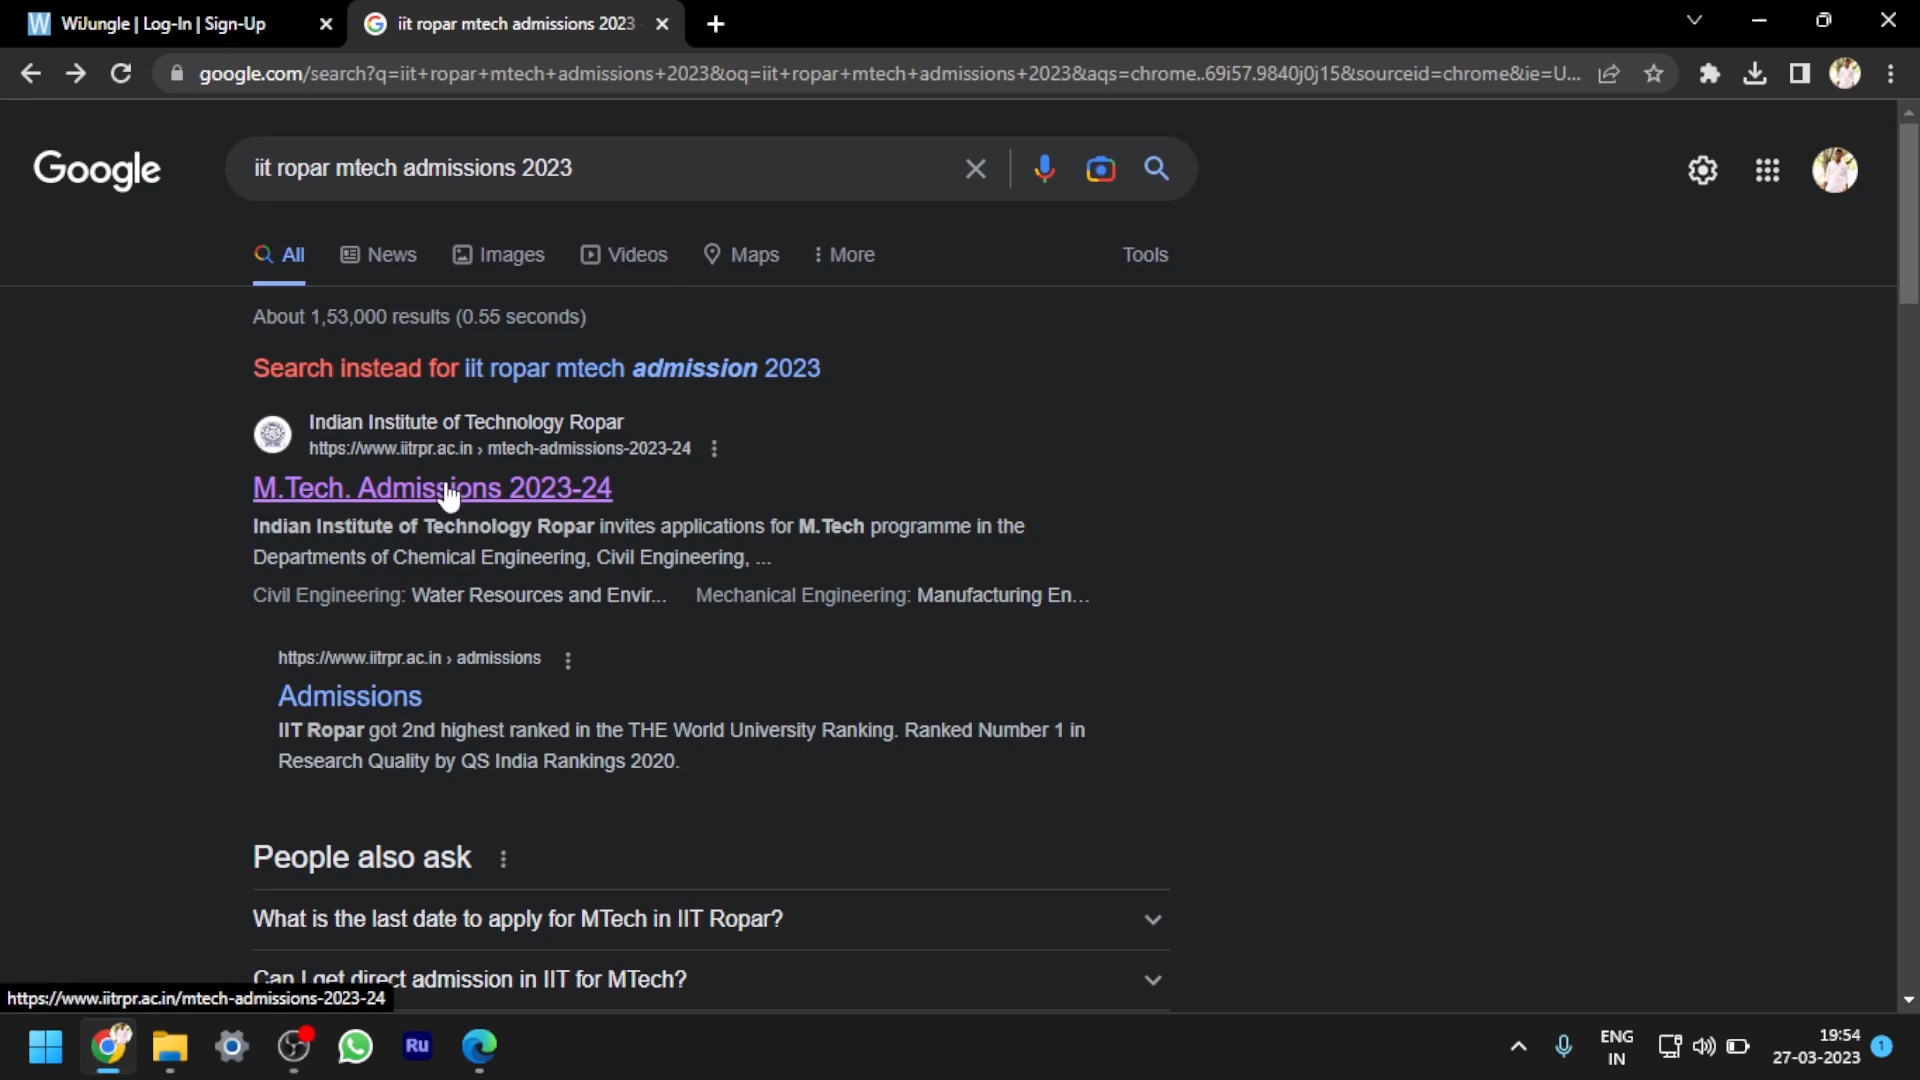 WiJungle | Log-In | Sign-Up
iit ropar mtech admissions 2023
google.com/search?q=iit+ropar+mtech+admissions+2023&oq=iit+ropar+mtech+admissions+2023&aqs=chrome..69i57.9840j0j15&sourceid=chrome&ie=U...
Google
iit ropar mtech admissions 2023
All
News
Images
Videos
Maps
More
Tools
About 1,53,000 results (0.55 seconds)
Search instead for iit ropar mtech admission 2023
Indian Institute of Technology Ropar
https://www.iitrpr.ac.in › mtech-admissions-2023-24
M.Tech. Admissions 2023-24
Indian Institute of Technology Ropar invites applications for M.Tech programme in the
Departments of Chemical Engineering, Civil Engineering, ...
Civil Engineering: Water Resources and Envir... Mechanical Engineering: Manufacturing En...
https://www.iitrpr.ac.in › admissions
Admissions
IIT Ropar got 2nd highest ranked in the THE World University Ranking. Ranked Number 1 in
Research Quality by QS India Rankings 2020.
People also ask
What is the last date to apply for MTech in IIT Ropar?
Can I get direct admission in IIT for MTech?
https://www.iitrpr.ac.in/mtech-admissions-2023-24
Ru
ENG
IN
19:54
27-03-2023
1